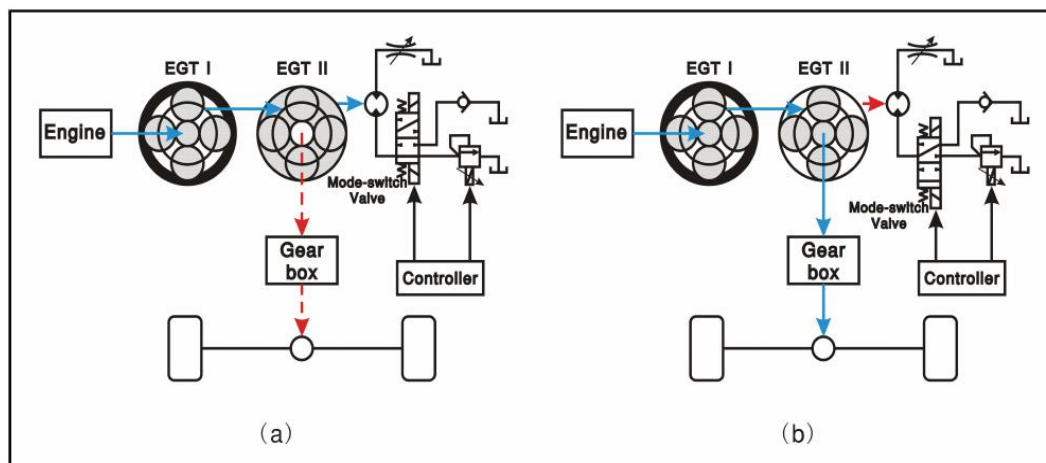 EGT I
EGT II
Engine
Mode-switch
Valve
Gear
box
Controller
(a)
EGT I
EGT II
Engine
Mode-switch
Valve
Gear
box
Controller
(b)